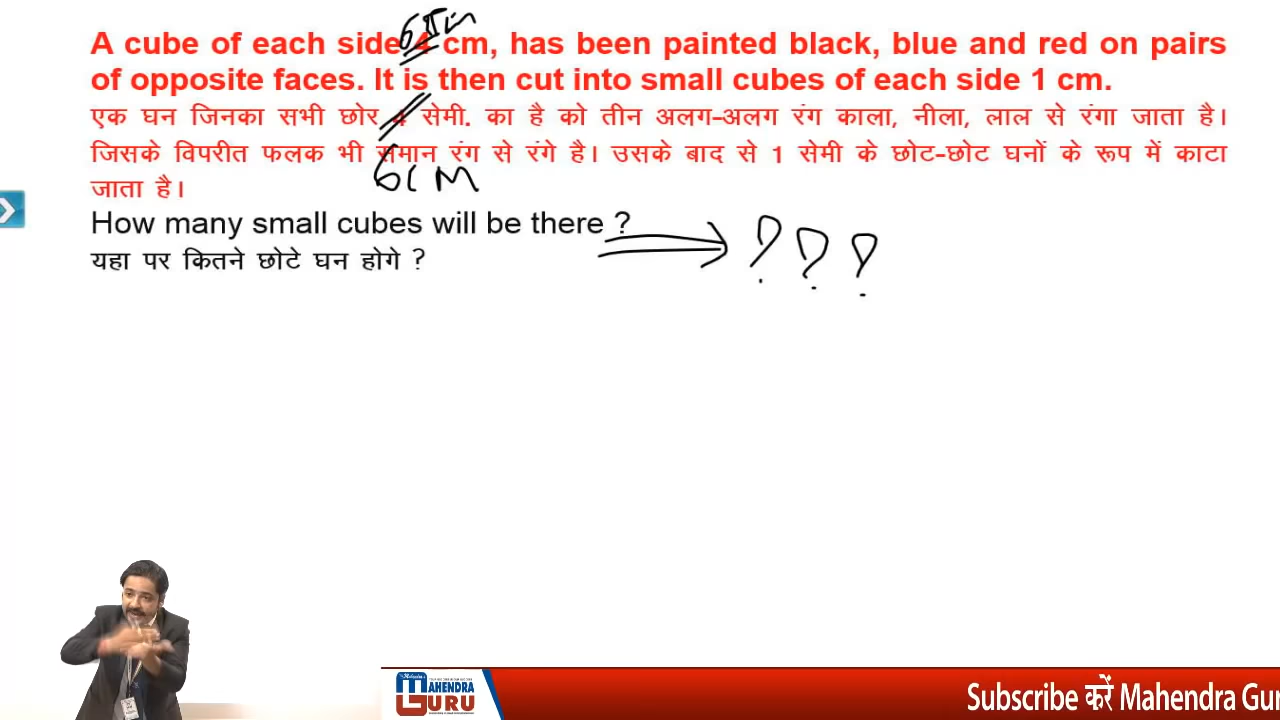 6 cm
A cube of each side 4 cm, has been painted black, blue and red on pairs
of opposite faces. It is then cut into small cubes of each side 1 cm.
एक घन जिनका सभी छोर 4 सेमी. का है को तीन अलग-अलग रंग काला, नीला, लाल से रंगा जाता है।
जिसके विपरीत फलक भी समान रंग से रंगे है। उसके बाद से 1 सेमी के छोट-छोट घनों के रूप में काटा
6cm
जाता है।
How many small cubes will be there ?
? ? ?
यहा पर कितने छोटे घन होगे ?
MAHENDRA
GURU
Subscribe करें Mahendra Gur